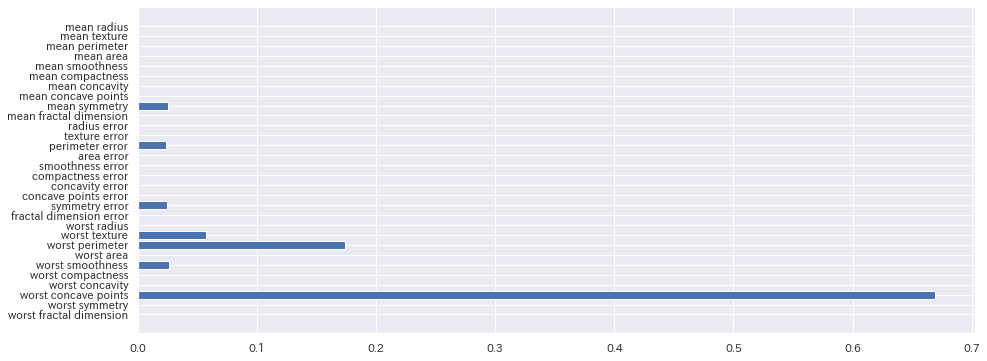 mean radius
mean texture
mean perimeter
mean area
mean smoothness
mean compactness
mean concavity
mean concave points
mean symmetry
mean fractal dimension
radius error
texture error
perimeter error
area error
smoothness error
compactness error
concavity error
concave points error
symmetry error
fractal dimension error
worst radius
worst texture
worst perimeter
worst area
worst smoothness
worst compactness
worst concavity
worst concave points
worst symmetry
worst fractal dimension
0.0 0.1 0.2 0.3 0.4 0.5 0.6 0.7